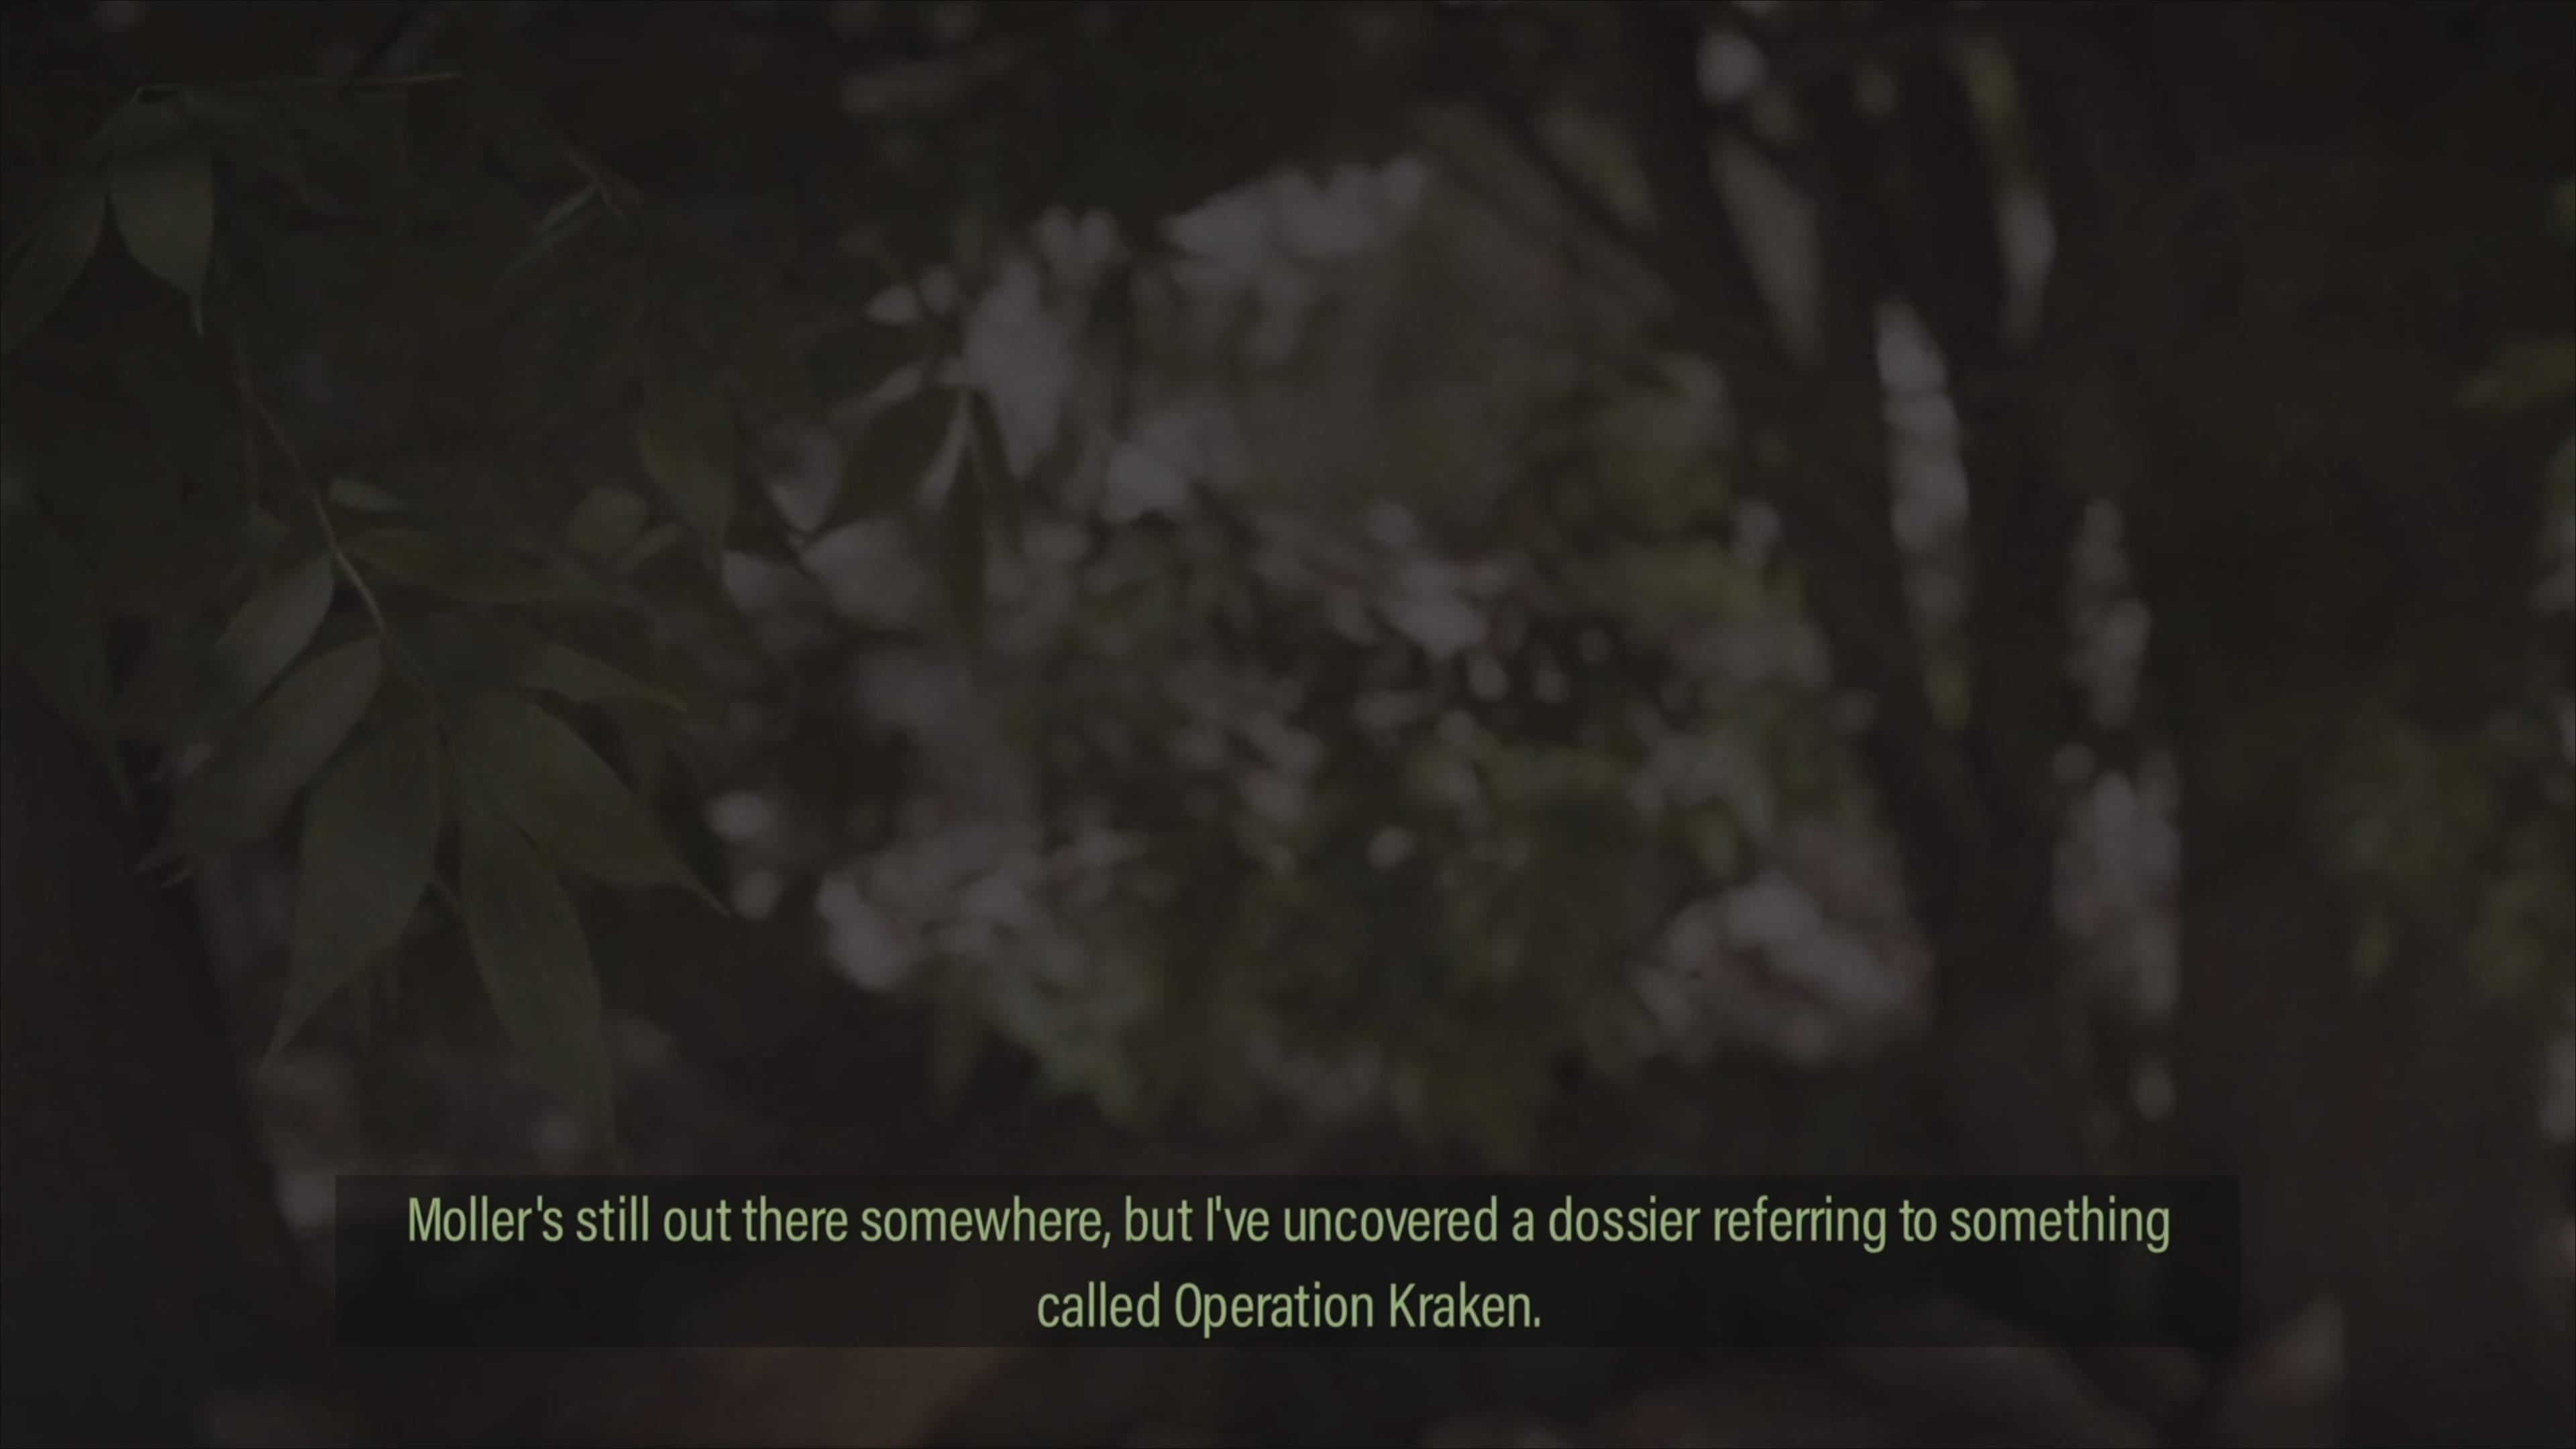 Moller's still out there somewhere, but I've uncovered a dossier referring to something
called Operation Kraken.